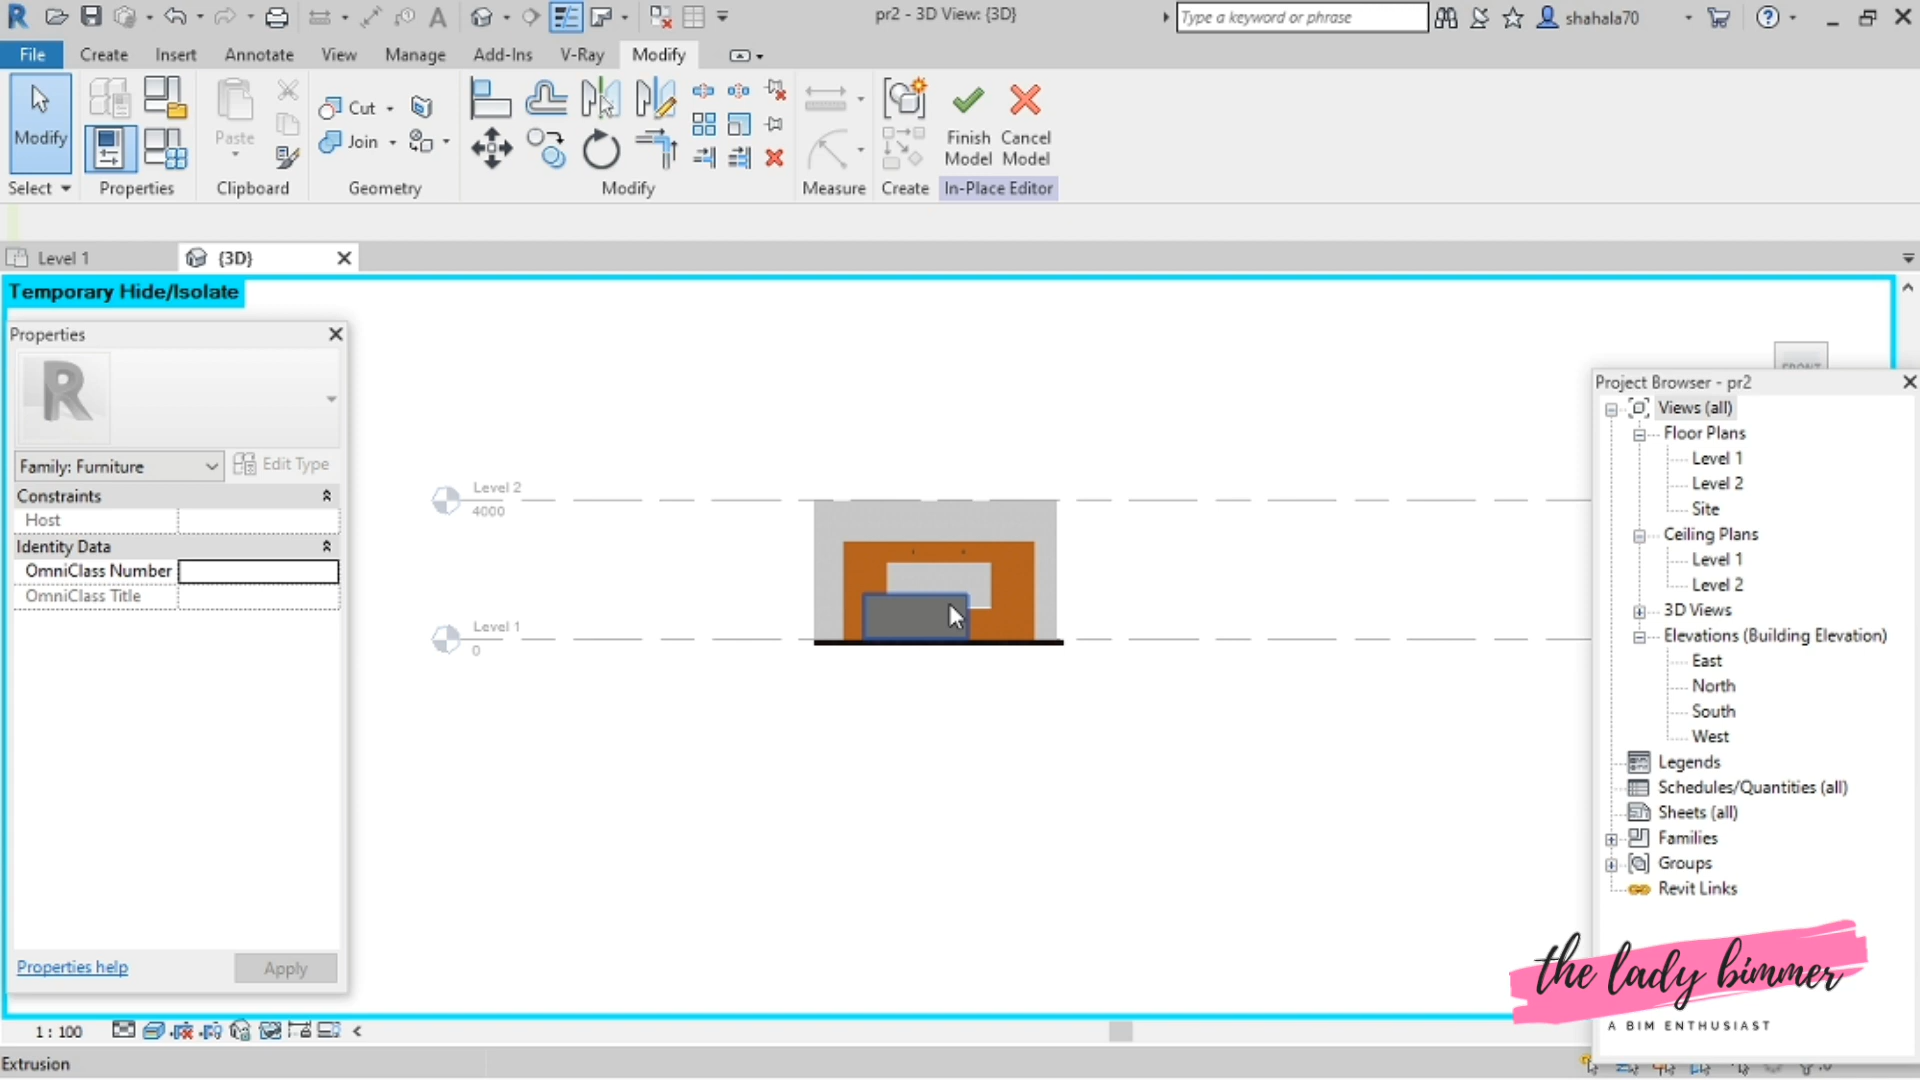 pr2 - 3D View: {3D}
Type a keyword or phrase
shahala70
File
Create
Insert
Annotate
View
Manage
Add-Ins
V-Ray
Modify
Modify
Paste
Cut
Join
Finish Model
Cancel Model
Select
Properties
Clipboard
Geometry
Modify
Measure
Create
In-Place Editor
Level 1
{3D}
Temporary Hide/Isolate
Properties
Family: Furniture
Edit Type
Constraints
Host
Identity Data
OmniClass Number
OmniClass Title
Properties help
Apply
Level 2
4000
Level 1
0
FRONT
Project Browser - pr2
Views (all)
Floor Plans
Level 1
Level 2
Site
Ceiling Plans
Level 1
Level 2
3D Views
Elevations (Building Elevation)
East
North
South
West
Legends
Schedules/Quantities (all)
Sheets (all)
Families
Groups
Revit Links
the lady bimmer
A BIM ENTHUSIAST
1 : 100
Extrusion